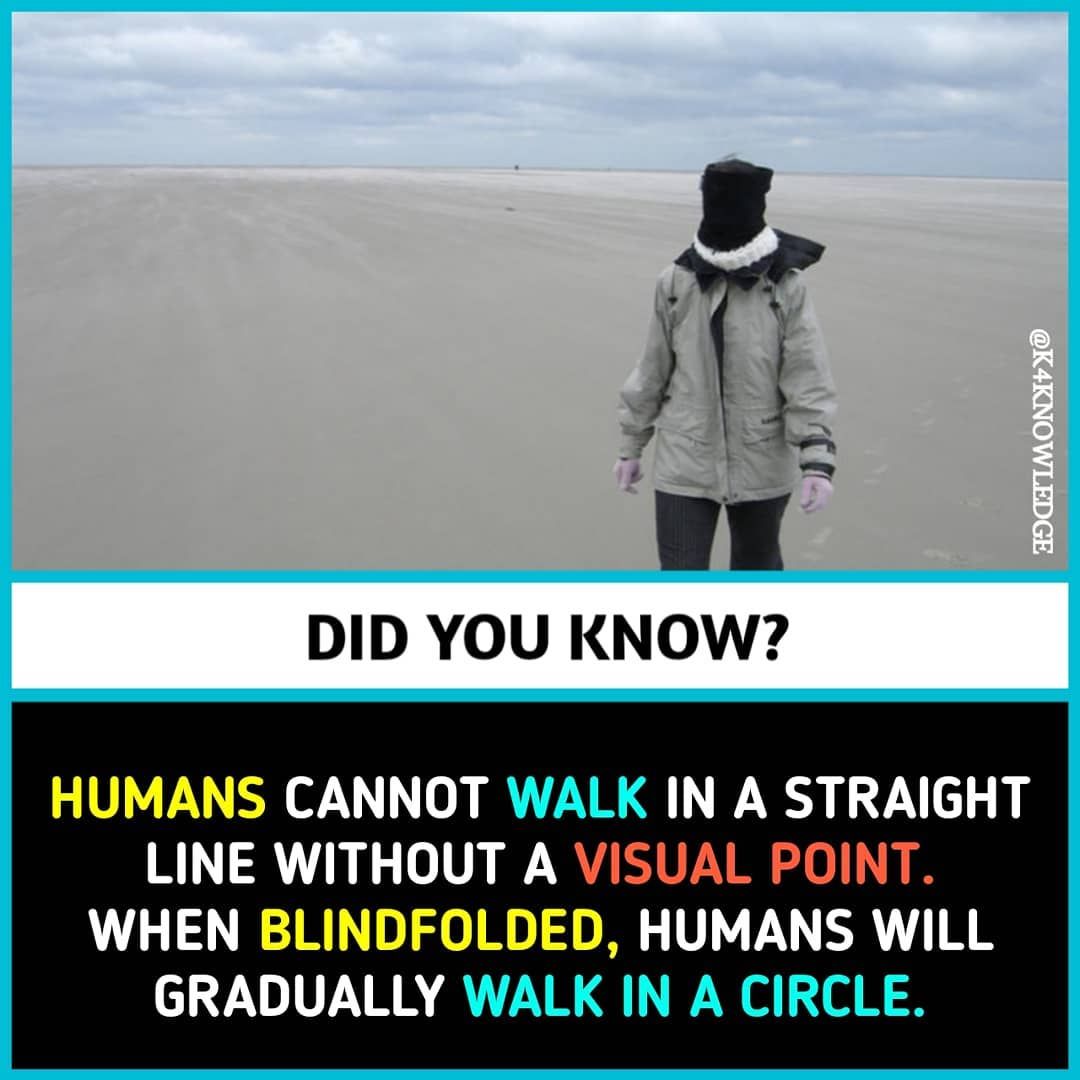 @K4KNOWLEDGE
DID YOU KNOW?
HUMANS CANNOT WALK IN A STRAIGHT
LINE WITHOUT A VISUAL POINT.
WHEN BLINDFOLDED, HUMANS WILL
GRADUALLY WALK IN A CIRCLE.